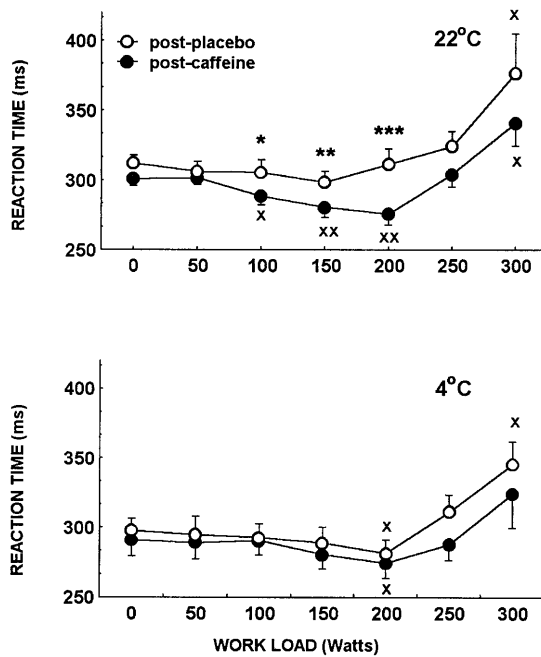 400
22°C
X
post-placebo
post-caffeine
REACTION TIME (ms)
350
* ** ***
300
X XX XX X
250
0 50 100 150 200 250 300
400
4°C
X
REACTION TIME (ms)
350
X
300
X
250
0 50 100 150 200 250 300
WORK LOAD (Watts)